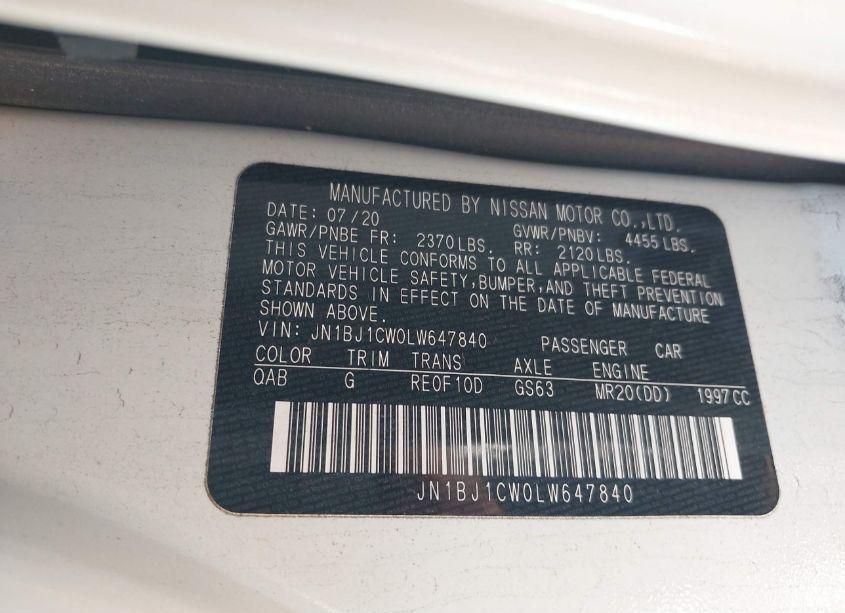 MANUFACTURED BY NISSAN MOTOR CO.,LTD.
DATE: 07/20 GVWR/PNBV: 4455 LBS.
GAWR/PNBE FR: 2370 LBS. RR: 2120 LBS.
THIS VEHICLE CONFORMS TO ALL APPLICABLE FEDERAL
MOTOR VEHICLE SAFETY,BUMPER,AND THEFT PREVENTION
STANDARDS IN EFFECT ON THE DATE OF MANUFACTURE
SHOWN ABOVE.
VIN: JN1BJ1CW0LW647840 PASSENGER CAR
COLOR TRIM TRANS AXLE ENGINE
QAB G RE0F10D GS63 MR20(DD) 1997CC
JN1BJ1CW0LW647840